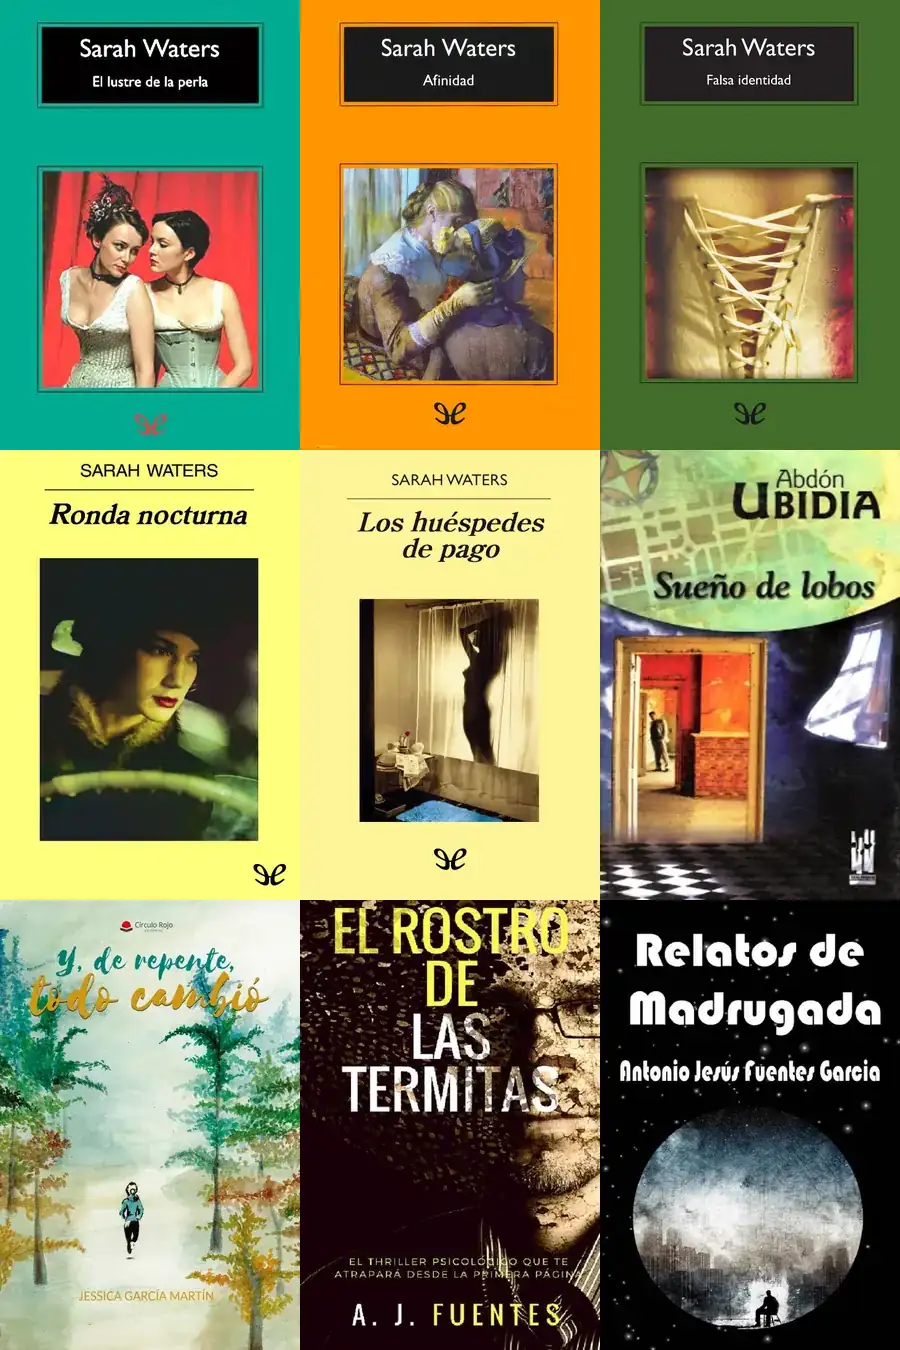 Sarah Waters
El lustre de la perla
Sarah Waters
Afinidad
Sarah Waters
Falsa identidad
SARAH WATERS
Ronda nocturna
SARAH WATERS
Los huéspedes
de pago
Abdón
UBIDIA
Sueño de lobos
Círculo Rojo
Y, de repente,
todo cambió
JESSICA GARCÍA MARTÍN
EL ROSTRO
DE
LAS
TERMITAS
EL THRILLER PSICOLÓGICO QUE TE
ATRAPARÁ DESDE LA PRIMERA PÁGINA
A. J. FUENTES
Relatos de
Madrugada
Antonio Jesús Fuentes García